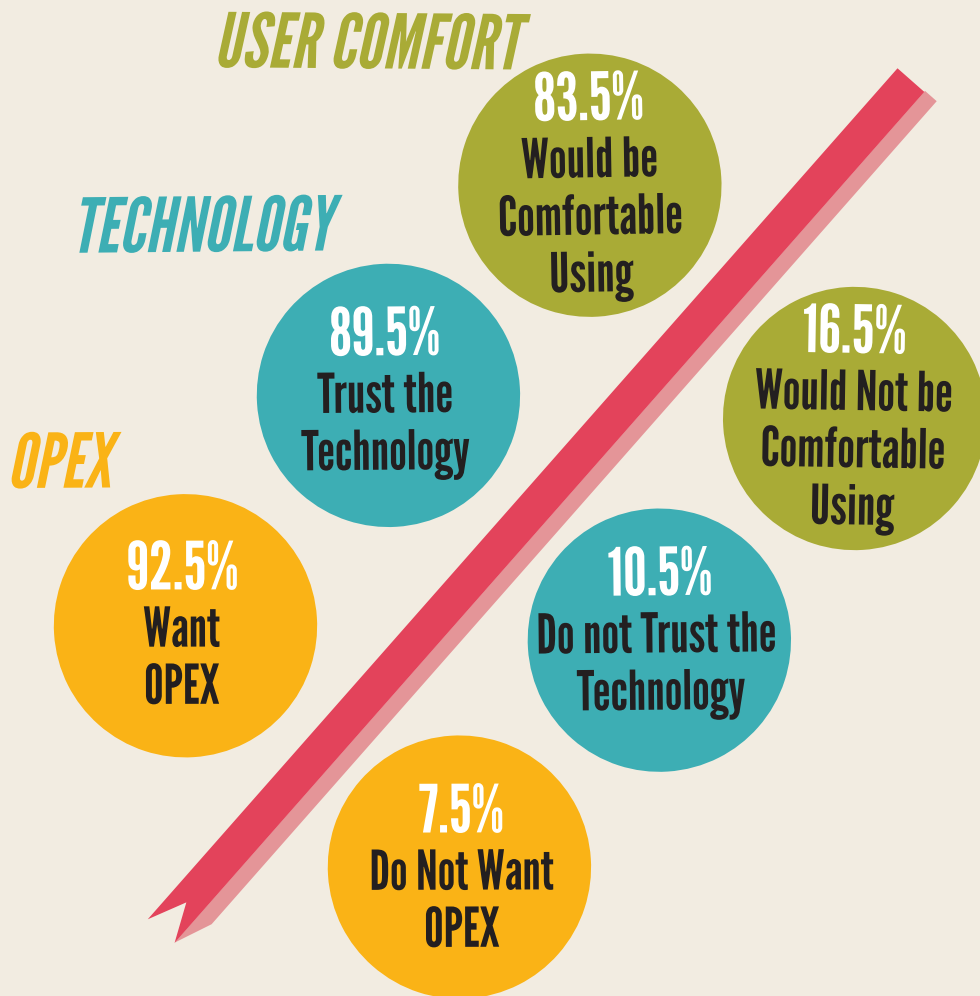 USER COMFORT
83.5%
Would be
Comfortable
Using
TECHNOLOGY
89.5%
Trust the
Technology
16.5%
Would Not be
Comfortable
Using
OPEX
92.5%
Want
OPEX
10.5%
Do not Trust the
Technology
7.5%
Do Not Want
OPEX